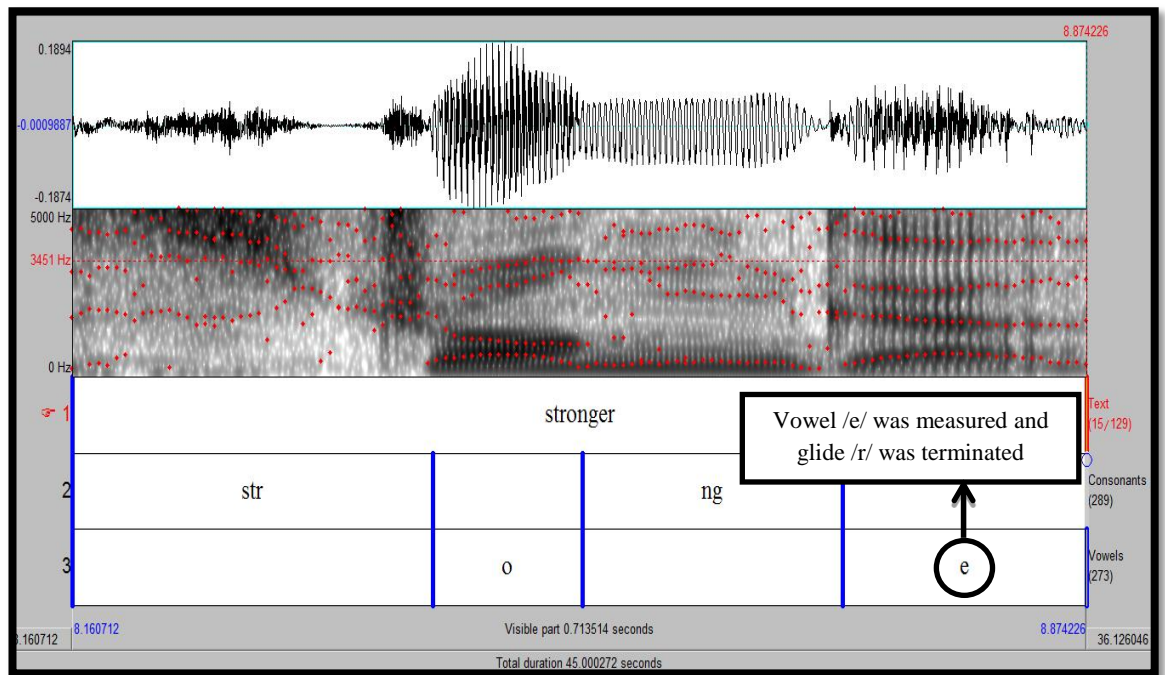 8.874226
0.1894
-0.0009887
-0.1874
5000 Hz
3451 Hz
0 Hz
1
stronger
Text
(15/129)
Vowel /e/ was measured and
glide /r/ was terminated
2
str
ng
Consonants
(289)
3
o
e
Vowels
(273)
8.160712
Visible part 0.713514 seconds
8.874226
.160712
36.126046
Total duration 45.000272 seconds